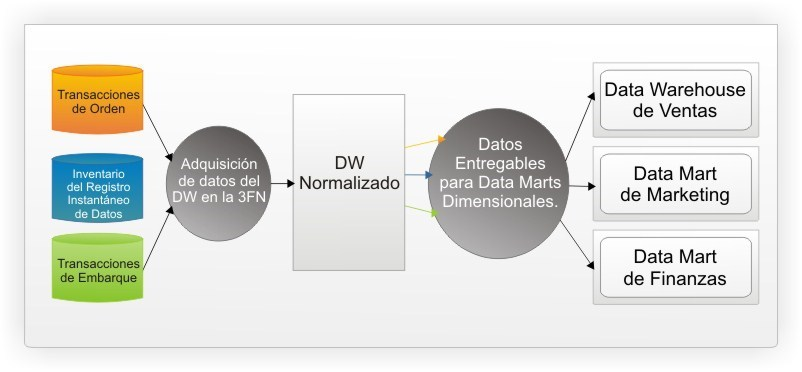 Transacciones
de Orden
Inventario
del Registro
Instantáneo
de Datos
Transacciones
de Embarque
Adquisición
de datos del
DW en la 3FN
DW
Normalizado
Datos
Entregables
para Data Marts
Dimensionales.
Data Warehouse
de Ventas
Data Mart
de Marketing
Data Mart
de Finanzas